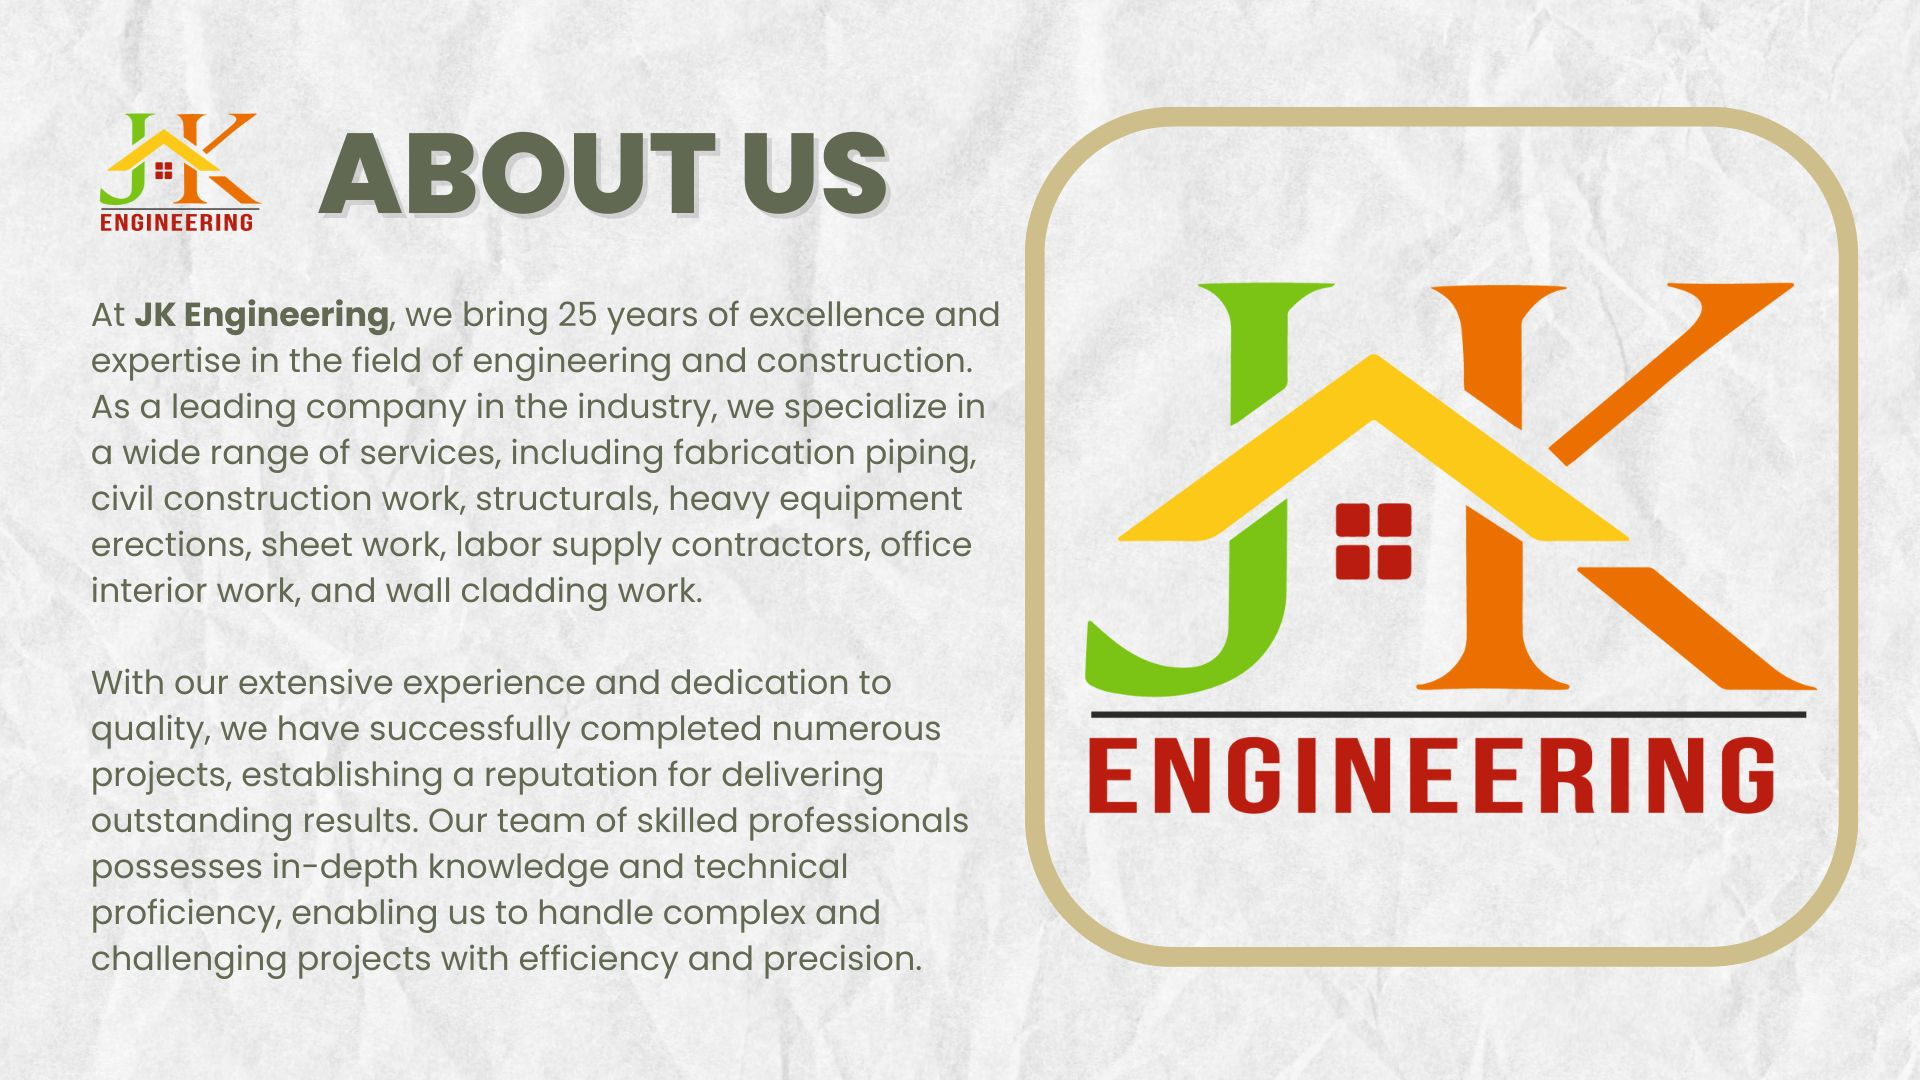 JK
ENGINEERING
ABOUT US
At JK Engineering, we bring 25 years of excellence and
expertise in the field of engineering and construction.
As a leading company in the industry, we specialize in
a wide range of services, including fabrication piping,
civil construction work, structurals, heavy equipment
erections, sheet work, labor supply contractors, office
interior work, and wall cladding work.
With our extensive experience and dedication to
quality, we have successfully completed numerous
projects, establishing a reputation for delivering
outstanding results. Our team of skilled professionals
possesses in-depth knowledge and technical
proficiency, enabling us to handle complex and
challenging projects with efficiency and precision.
JK
ENGINEERING